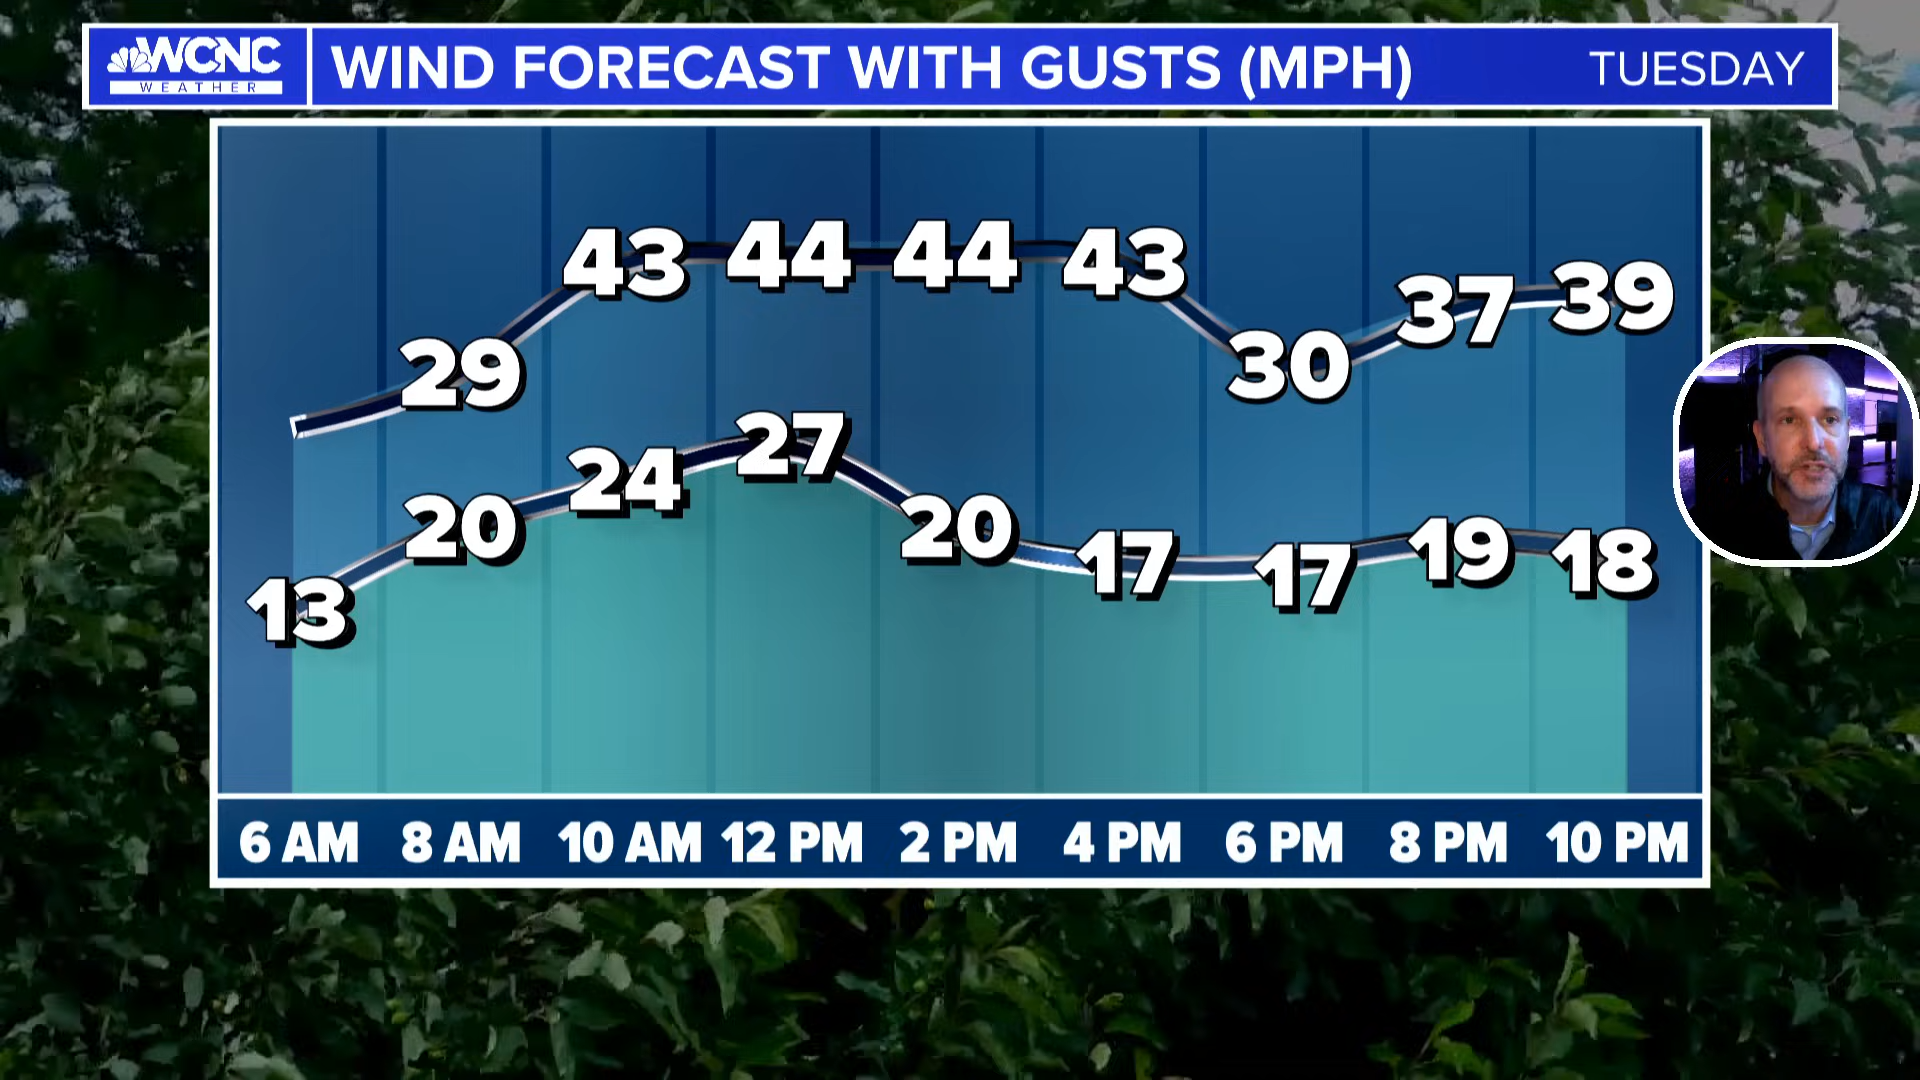 WCNC
WEATHER
WIND FORECAST WITH GUSTS (MPH)
TUESDAY
43 44 44 43
29 30 37 39
13 20 24 27 20 17 17 19 18
6 AM 8 AM 10 AM 12 PM 2 PM 4 PM 6 PM 8 PM 10 PM